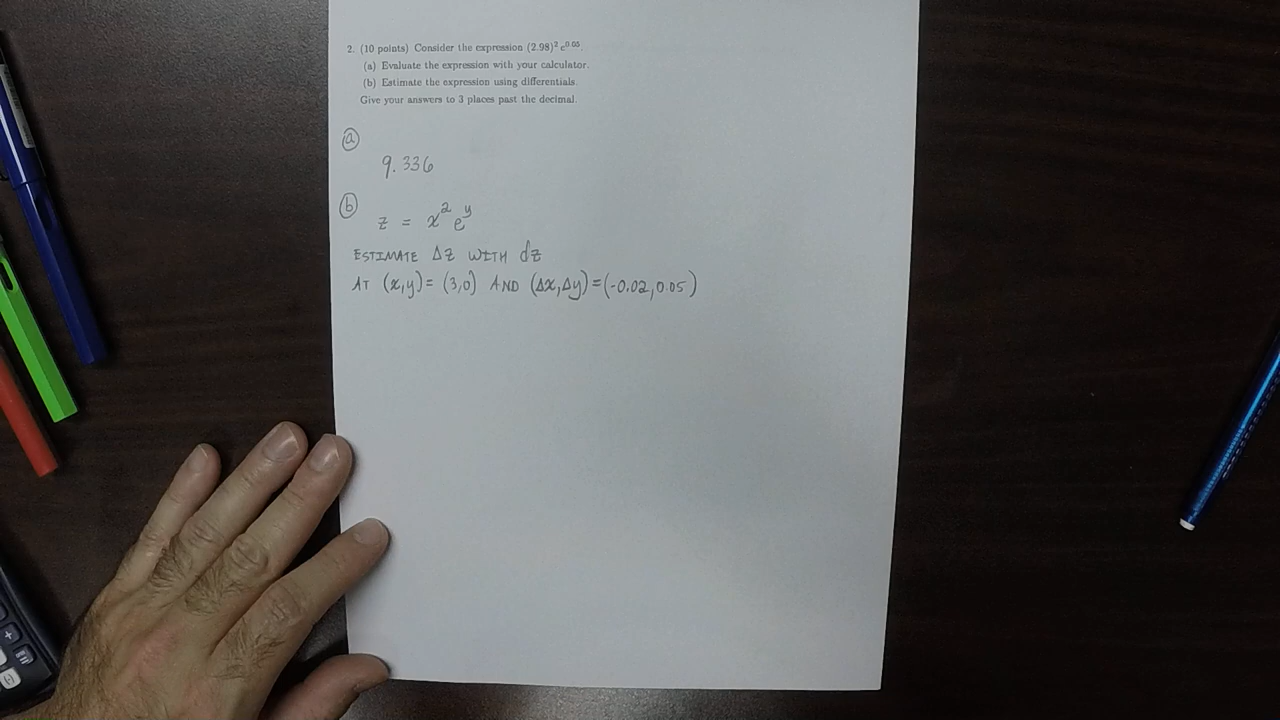 2. (10 points) Consider the expression (2.98)² e^0.05.
(a) Evaluate the expression with your calculator.
(b) Estimate the expression using differentials.
Give your answers to 3 places past the decimal.
ⓐ
9.336
ⓑ
z = x² e^y
ESTIMATE Δz WITH dz
AT (x,y) = (3,0) AND (Δx,Δy) = (-0.02,0.05)